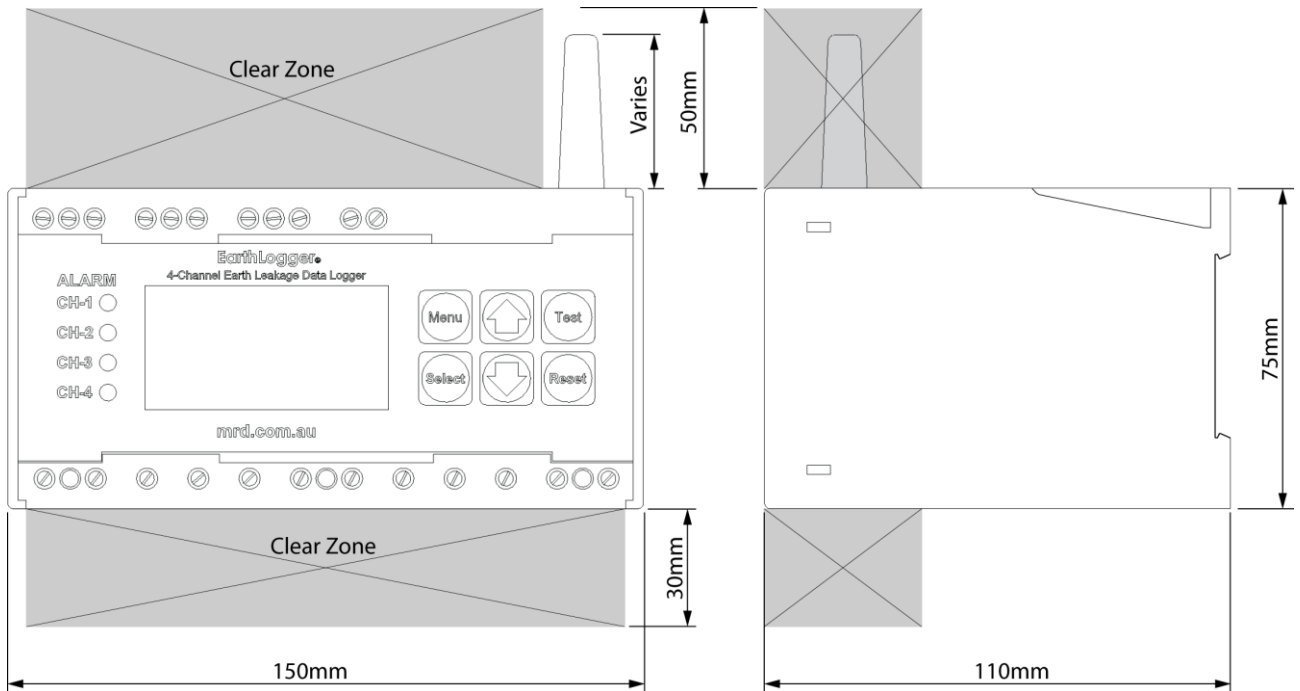 Clear Zone
Varies
50mm
EarthLogger®
4-Channel Earth Leakage Data Logger
ALARM
CH-1
CH-2
CH-3
CH-4
Menu
Test
Select
Reset
mrd.com.au
75mm
Clear Zone
30mm
150mm
110mm